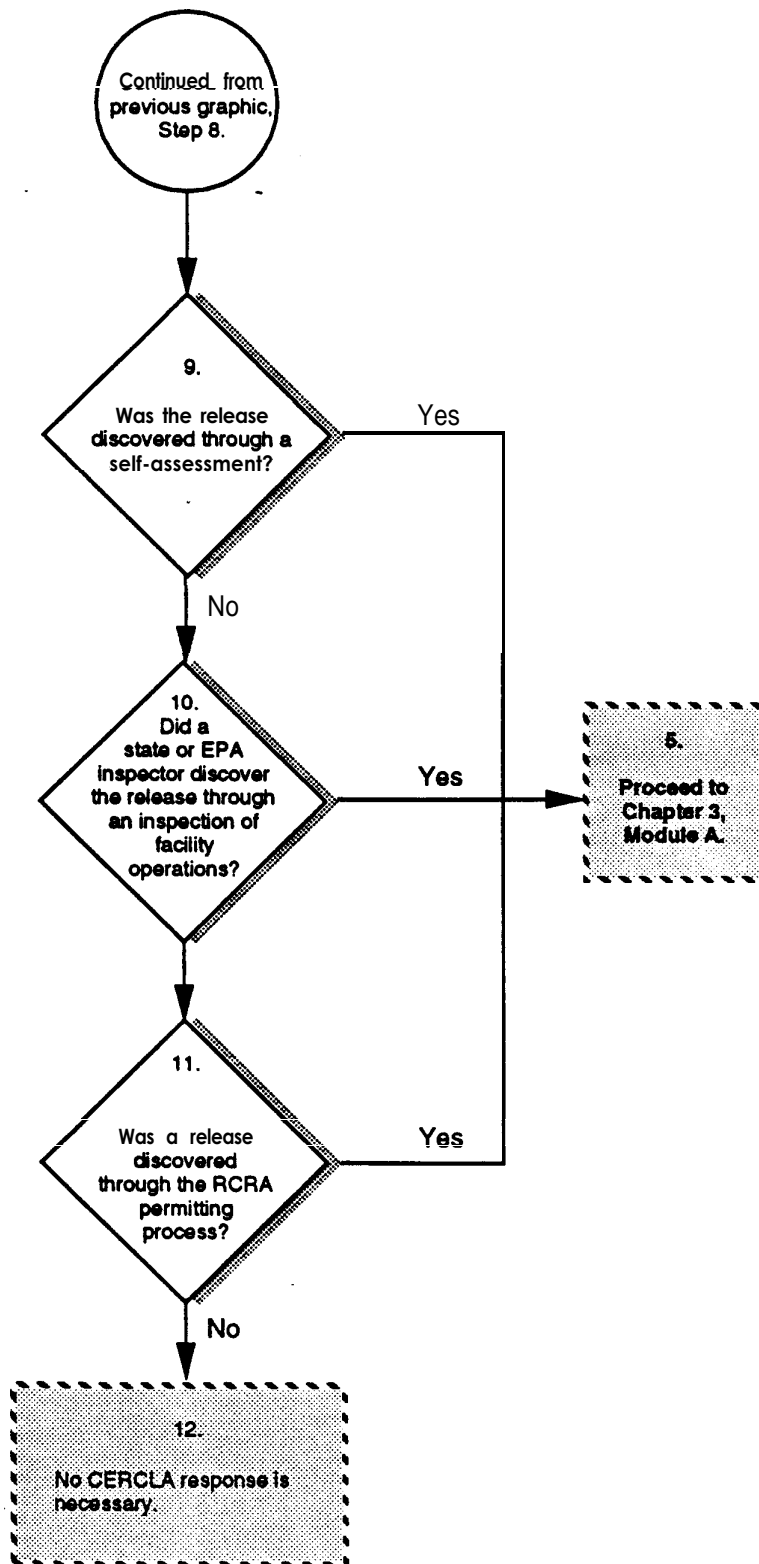 Continued from
previous graphic,
Step 8.
9.
Was the release
discovered through a
self-assessment?
Yes
No
10.
Did a
state or EPA
inspector discover
the release through
an inspection of
facility
operations?
Yes
5.
Proceed to
Chapter 3,
Module A.
11.
Was a release
discovered
through the RCRA
permitting
process?
Yes
No
12.
No CERCLA response is
necessary.